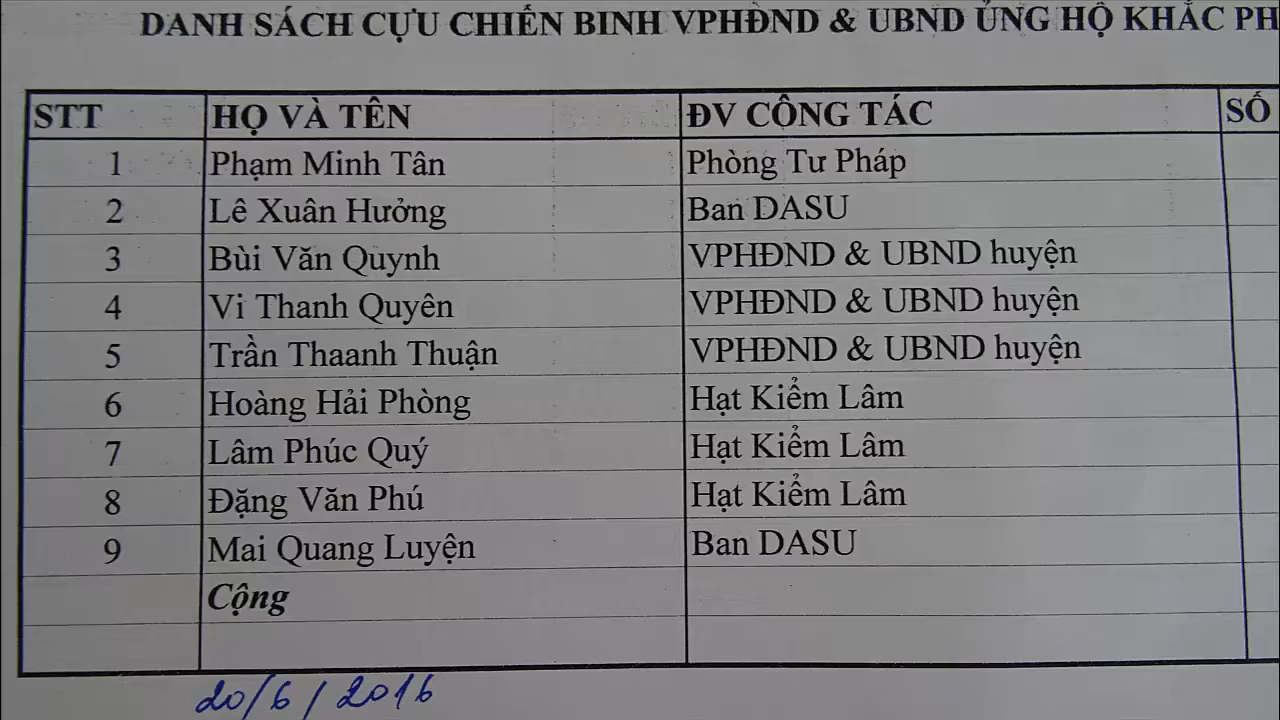 DANH SÁCH CỰU CHIẾN BINH VPHĐND & UBND ỦNG HỘ KHẮC PH
STT HỌ VÀ TÊN ĐV CÔNG TÁC SỐ
1 Phạm Minh Tân Phòng Tư Pháp
2 Lê Xuân Hưởng Ban DASU
3 Bùi Văn Quynh VPHĐND & UBND huyện
4 Vi Thanh Quyên VPHĐND & UBND huyện
5 Trần Thaanh Thuận VPHĐND & UBND huyện
6 Hoàng Hải Phòng Hạt Kiểm Lâm
7 Lâm Phúc Quý Hạt Kiểm Lâm
8 Đặng Văn Phú Hạt Kiểm Lâm
9 Mai Quang Luyện Ban DASU
Cộng
20/6/2016